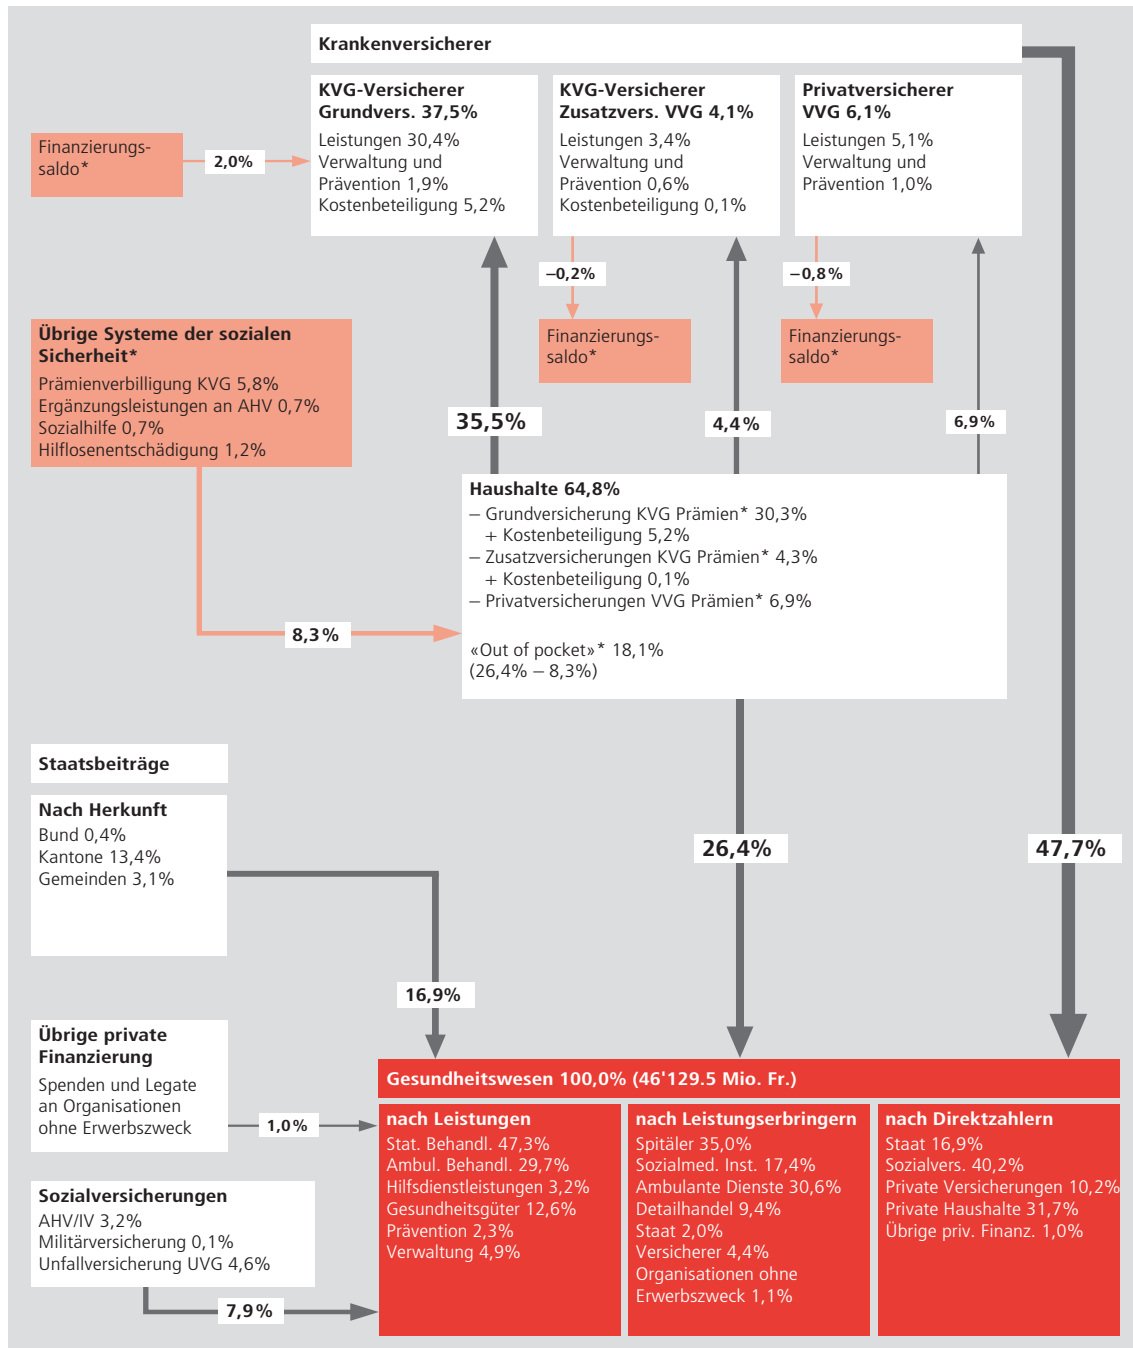 Krankenversicherer
KVG-Versicherer
Grundvers. 37,5%
Leistungen 30,4%
Verwaltung und
Prävention 1,9%
Kostenbeteiligung 5,2%
KVG-Versicherer
Zusatzvers. VVG 4,1%
Leistungen 3,4%
Verwaltung und
Prävention 0,6%
Kostenbeteiligung 0,1%
Privatversicherer
VVG 6,1%
Leistungen 5,1%
Verwaltung und
Prävention 1,0%
Finanzierungs-
saldo*
2,0%
–0,2%
–0,8%
Finanzierungs-
saldo*
Finanzierungs-
saldo*
Übrige Systeme der sozialen
Sicherheit*
Prämienverbilligung KVG 5,8%
Ergänzungsleistungen an AHV 0,7%
Sozialhilfe 0,7%
Hilflosenentschädigung 1,2%
35,5%
4,4%
6,9%
Haushalte 64,8%
– Grundversicherung KVG Prämien* 30,3%
+ Kostenbeteiligung 5,2%
– Zusatzversicherungen KVG Prämien* 4,3%
+ Kostenbeteiligung 0,1%
– Privatversicherungen VVG Prämien* 6,9%
«Out of pocket»* 18,1%
(26,4% – 8,3%)
8,3%
Staatsbeiträge
Nach Herkunft
Bund 0,4%
Kantone 13,4%
Gemeinden 3,1%
26,4%
47,7%
16,9%
Übrige private
Finanzierung
Spenden und Legate
an Organisationen
ohne Erwerbszweck
1,0%
Sozialversicherungen
AHV/IV 3,2%
Militärversicherung 0,1%
Unfallversicherung UVG 4,6%
7,9%
Gesundheitswesen 100,0% (46'129.5 Mio. Fr.)
nach Leistungen
Stat. Behandl. 47,3%
Ambul. Behandl. 29,7%
Hilfsdienstleistungen 3,2%
Gesundheitsgüter 12,6%
Prävention 2,3%
Verwaltung 4,9%
nach Leistungserbringern
Spitäler 35,0%
Sozialmed. Inst. 17,4%
Ambulante Dienste 30,6%
Detailhandel 9,4%
Staat 2,0%
Versicherer 4,4%
Organisationen ohne
Erwerbszweck 1,1%
nach Direktzahlern
Staat 16,9%
Sozialvers. 40,2%
Private Versicherungen 10,2%
Private Haushalte 31,7%
Übrige priv. Finanz. 1,0%